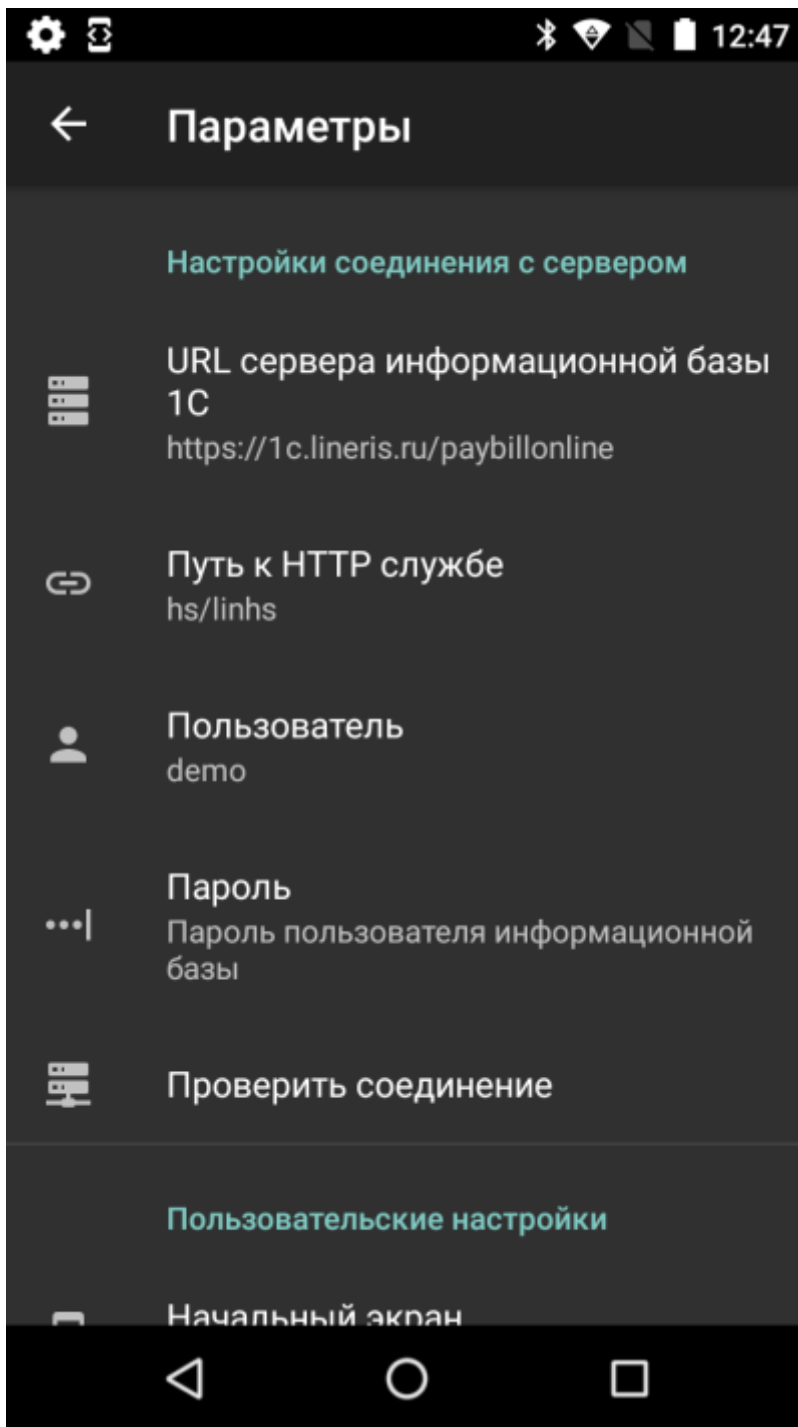 12:47
Параметры
Настройки соединения с сервером
URL сервера информационной базы
1С
https://1c.lineris.ru/paybillonline
Путь к HTTP службе
hs/linhs
Пользователь
demo
Пароль
Пароль пользователя информационной
базы
Проверить соединение
Пользовательские настройки
Начальный экран